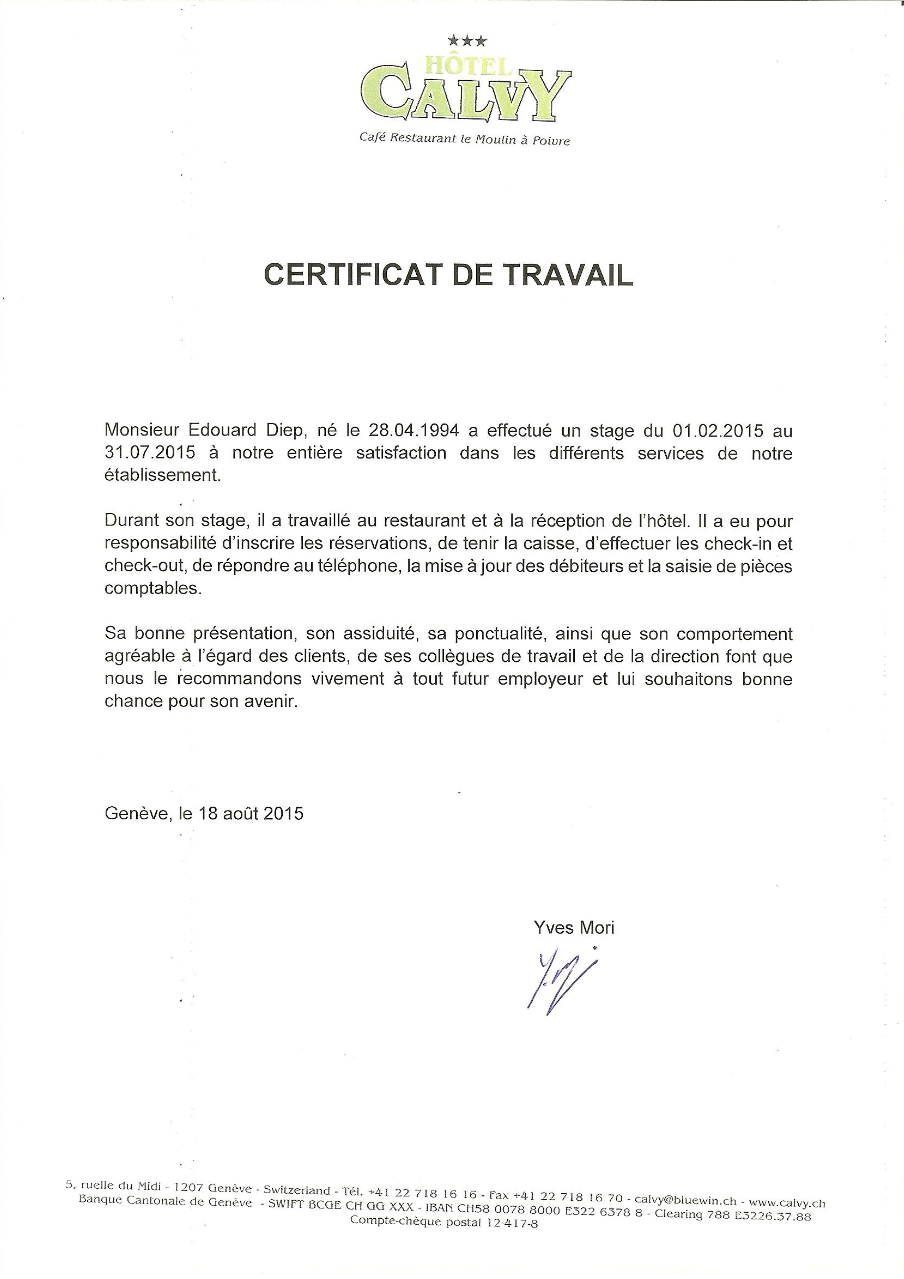 ★★★
HÔTEL
CALVY
Café Restaurant le Moulin à Poivre
CERTIFICAT DE TRAVAIL
Monsieur Edouard Diep, né le 28.04.1994 a effectué un stage du 01.02.2015 au
31.07.2015 à notre entière satisfaction dans les différents services de notre
établissement.
Durant son stage, il a travaillé au restaurant et à la réception de l'hôtel. Il a eu pour
responsabilité d'inscrire les réservations, de tenir la caisse, d'effectuer les check-in et
check-out, de répondre au téléphone, la mise à jour des débiteurs et la saisie de pièces
comptables.
Sa bonne présentation, son assiduité, sa ponctualité, ainsi que son comportement
agréable à l'égard des clients, de ses collègues de travail et de la direction font que
nous le recommandons vivement à tout futur employeur et lui souhaitons bonne
chance pour son avenir.
Genève, le 18 août 2015
Yves Mori
5, ruelle du Midi - 1207 Genève - Switzerland - Tél. +41 22 718 16 16 - Fax +41 22 718 16 70 - calvy@bluewin.ch - www.calvy.ch
Banque Cantonale de Genève - SWIFT BCGE CH GG XXX - IBAN CH58 0078 8000 E322 6378 8 - Clearing 788 E3226.37.88
Compte-chèque postal 12-417-8